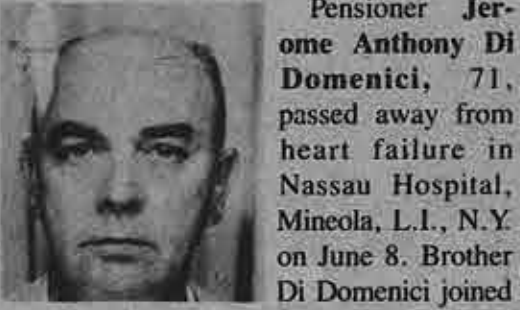 Pensioner Jer-
ome Anthony Di
Domenici, 71,
passed away from
heart failure in
Nassau Hospital,
Mineola, L.I., N.Y.
on June 8. Brother
Di Domenici joined